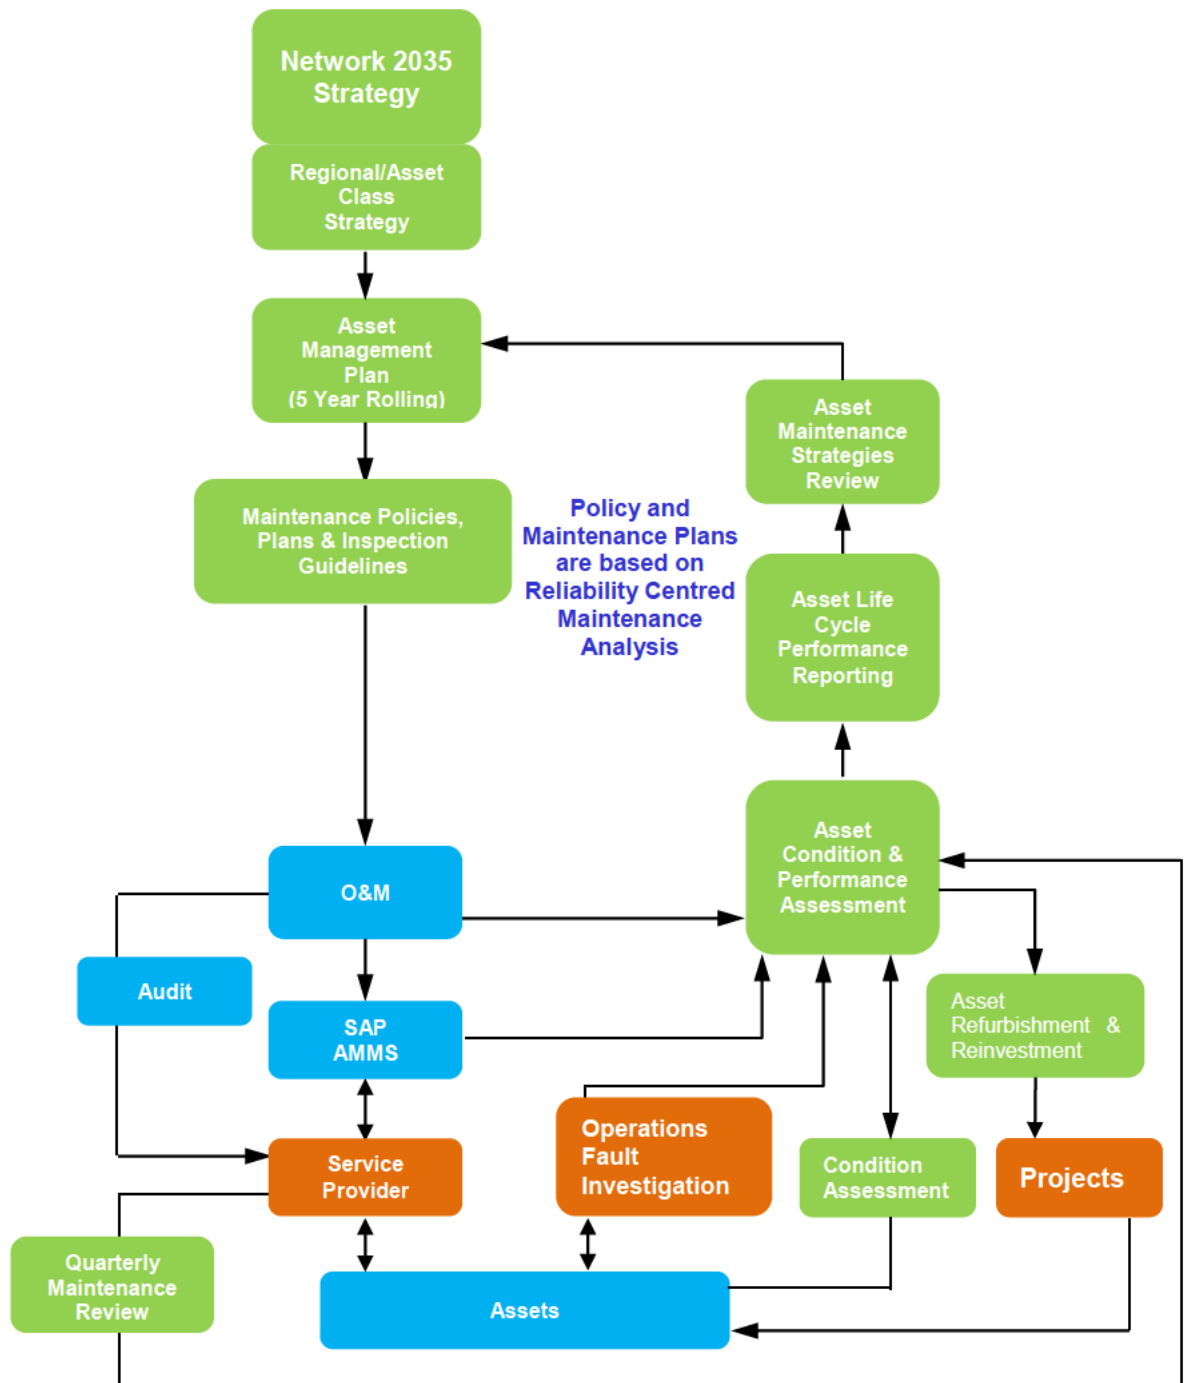 Network 2035
Strategy
Regional/Asset
Class
Strategy
Asset
Management
Plan
(5 Year Rolling)
Asset
Maintenance
Strategies
Review
Maintenance Policies,
Plans & Inspection
Guidelines
Policy and
Maintenance Plans
are based on
Reliability Centred
Maintenance
Analysis
Asset Life
Cycle
Performance
Reporting
Asset
Condition &
Performance
Assessment
O&M
Audit
SAP
AMMS
Asset
Refurbishment &
Reinvestment
Service
Provider
Operations
Fault
Investigation
Condition
Assessment
Projects
Quarterly
Maintenance
Review
Assets